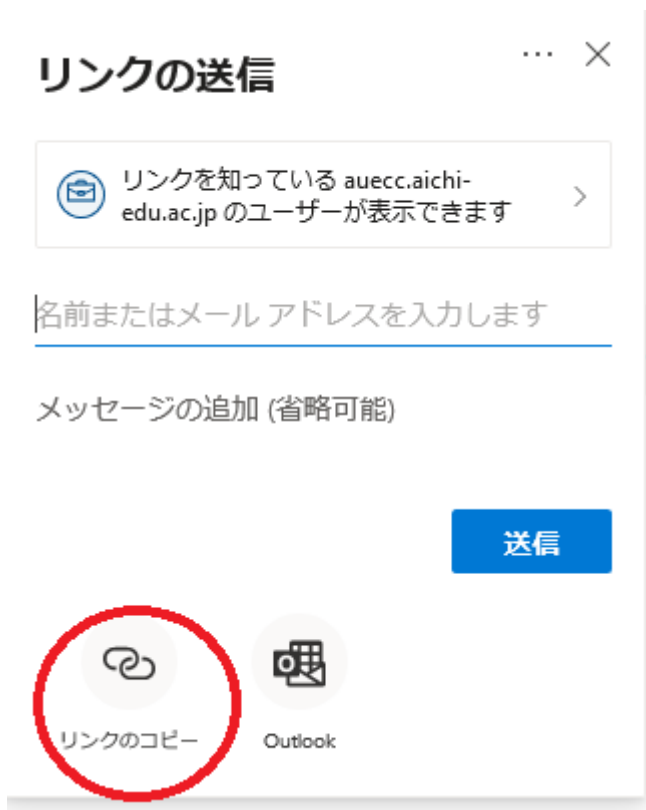 リンクの送信
リンクを知っている auecc.aichi-
edu.ac.jp のユーザーが表示できます
名前またはメール アドレスを入力します
メッセージの追加 (省略可能)
送信
リンクのコピー Outlook